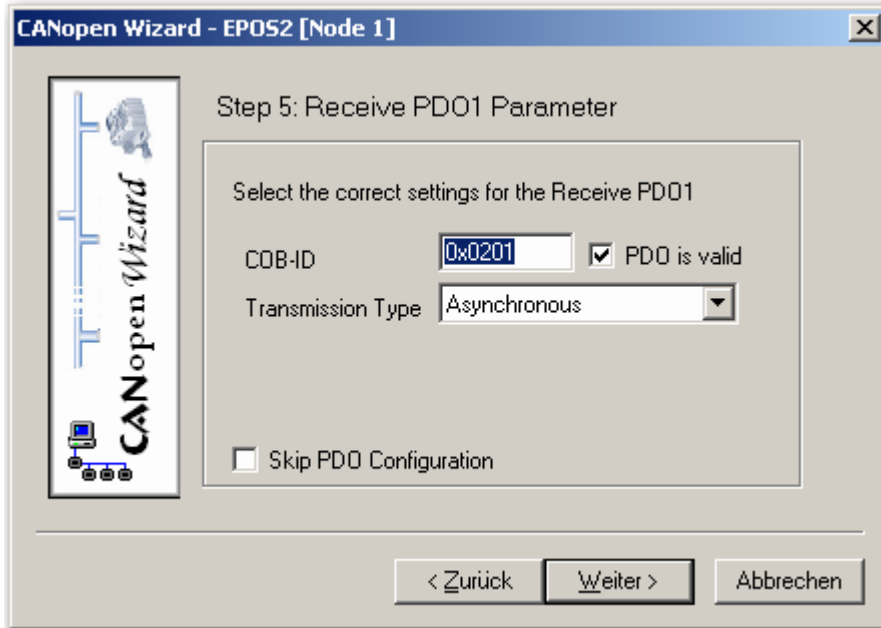 CANopen Wizard - EPOS2 [Node 1]
CANopen Wizard
Step 5: Receive PDO1 Parameter
Select the correct settings for the Receive PDO1
COB-ID 0x0201 PDO is valid
Transmission Type Asynchronous
Skip PDO Configuration
< Zurück Weiter > Abbrechen